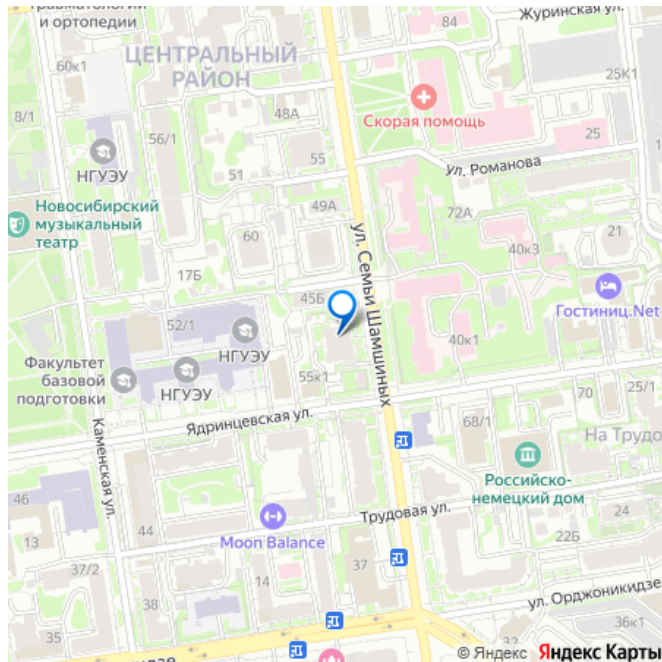 и ортопедии
Журинская ул.
84
60к1
ЦЕНТРАЛЬНЫЙ
РАЙОН
25К1
8/1
48А
Скорая помощь
56/1
25
НГУЭУ
55
ул. Романова
51
Новосибирский
музыкальный
театр
49А
72А
60
ул. Семьи Шамшиных
21
40к3
17Б
45Б
Гостиниц.Net
52/1
НГУЭУ
40к1
Факультет
базовой
подготовки
НГУЭУ
55к1
70
25/1
Ядринцевская ул.
68/1
На Трудо
Каменская ул.
Российско-
немецкий дом
46
44
Трудовая ул.
24
13
Moon Balance
22Б
37/2
14
37
38
ул. Орджоникидзе
36к1
32
© Яндекс Яндекс Карты